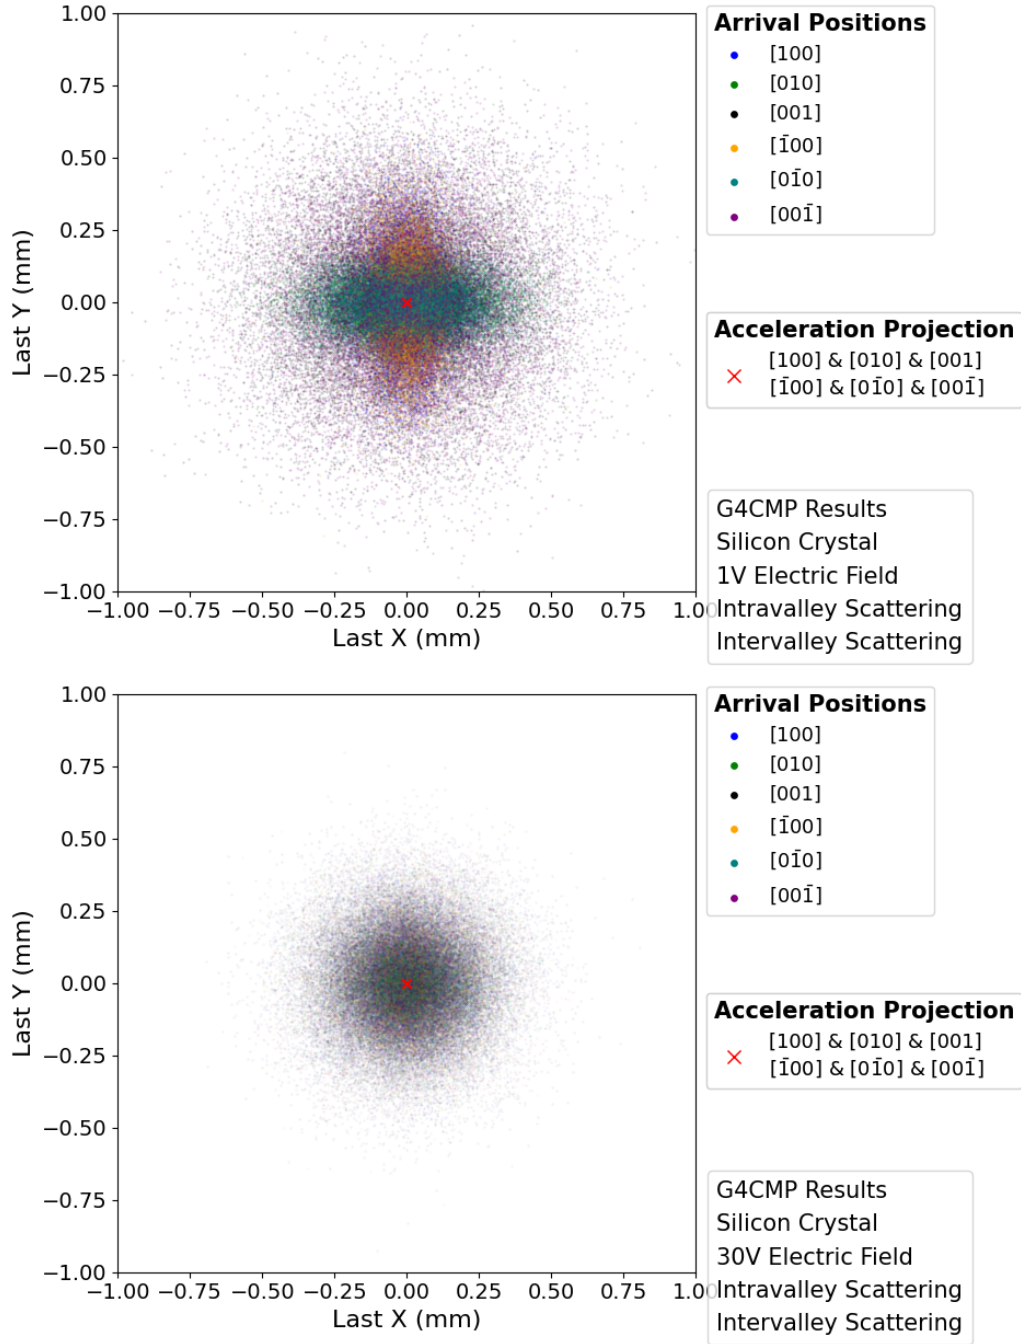 Arrival Positions
[100]
[010]
[001]
[1̄00]
[01̄0]
[001̄]
Acceleration Projection
[100] & [010] & [001]
[1̄00] & [01̄0] & [001̄]
G4CMP Results
Silicon Crystal
1V Electric Field
Intravalley Scattering
Intervalley Scattering
1.00
0.75
0.50
0.25
0.00
−0.25
−0.50
−0.75
−1.00
Last Y (mm)
−1.00 −0.75 −0.50 −0.25 0.00 0.25 0.50 0.75 1.00
Last X (mm)
Arrival Positions
[100]
[010]
[001]
[1̄00]
[01̄0]
[001̄]
Acceleration Projection
[100] & [010] & [001]
[1̄00] & [01̄0] & [001̄]
G4CMP Results
Silicon Crystal
30V Electric Field
Intravalley Scattering
Intervalley Scattering
1.00
0.75
0.50
0.25
0.00
−0.25
−0.50
−0.75
−1.00
Last Y (mm)
−1.00 −0.75 −0.50 −0.25 0.00 0.25 0.50 0.75 1.00
Last X (mm)